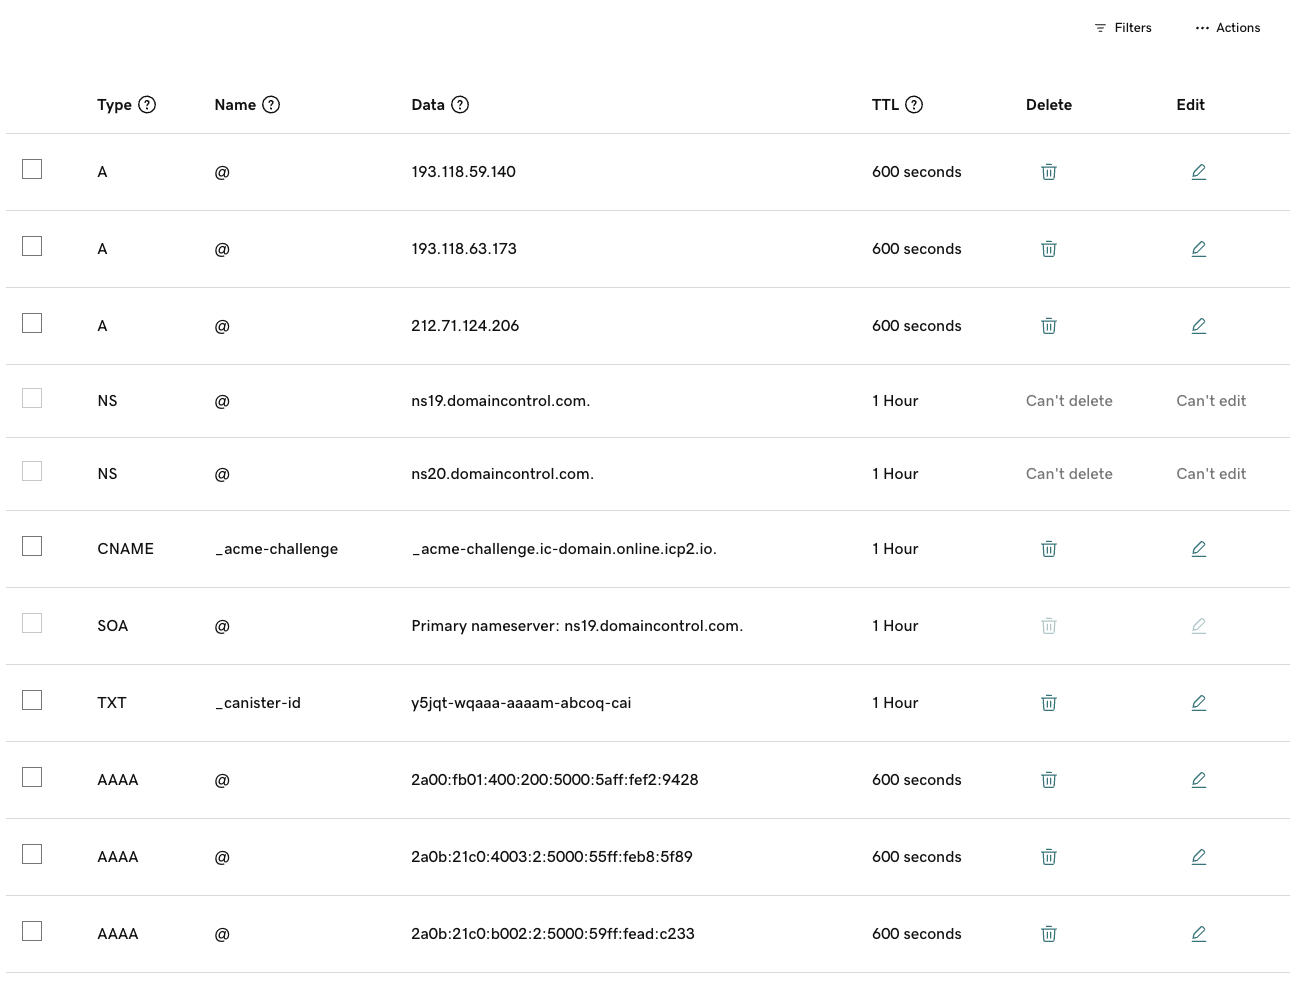 Filters ··· Actions
Type ? Name ? Data ? TTL ? Delete Edit
A @ 193.118.59.140 600 seconds
A @ 193.118.63.173 600 seconds
A @ 212.71.124.206 600 seconds
NS @ ns19.domaincontrol.com. 1 Hour Can't delete Can't edit
NS @ ns20.domaincontrol.com. 1 Hour Can't delete Can't edit
CNAME _acme-challenge _acme-challenge.ic-domain.online.icp2.io. 1 Hour
SOA @ Primary nameserver: ns19.domaincontrol.com. 1 Hour
TXT _canister-id y5jqt-wqaaa-aaaam-abcoq-cai 1 Hour
AAAA @ 2a00:fb01:400:200:5000:5aff:fef2:9428 600 seconds
AAAA @ 2a0b:21c0:4003:2:5000:55ff:feb8:5f89 600 seconds
AAAA @ 2a0b:21c0:b002:2:5000:59ff:fead:c233 600 seconds